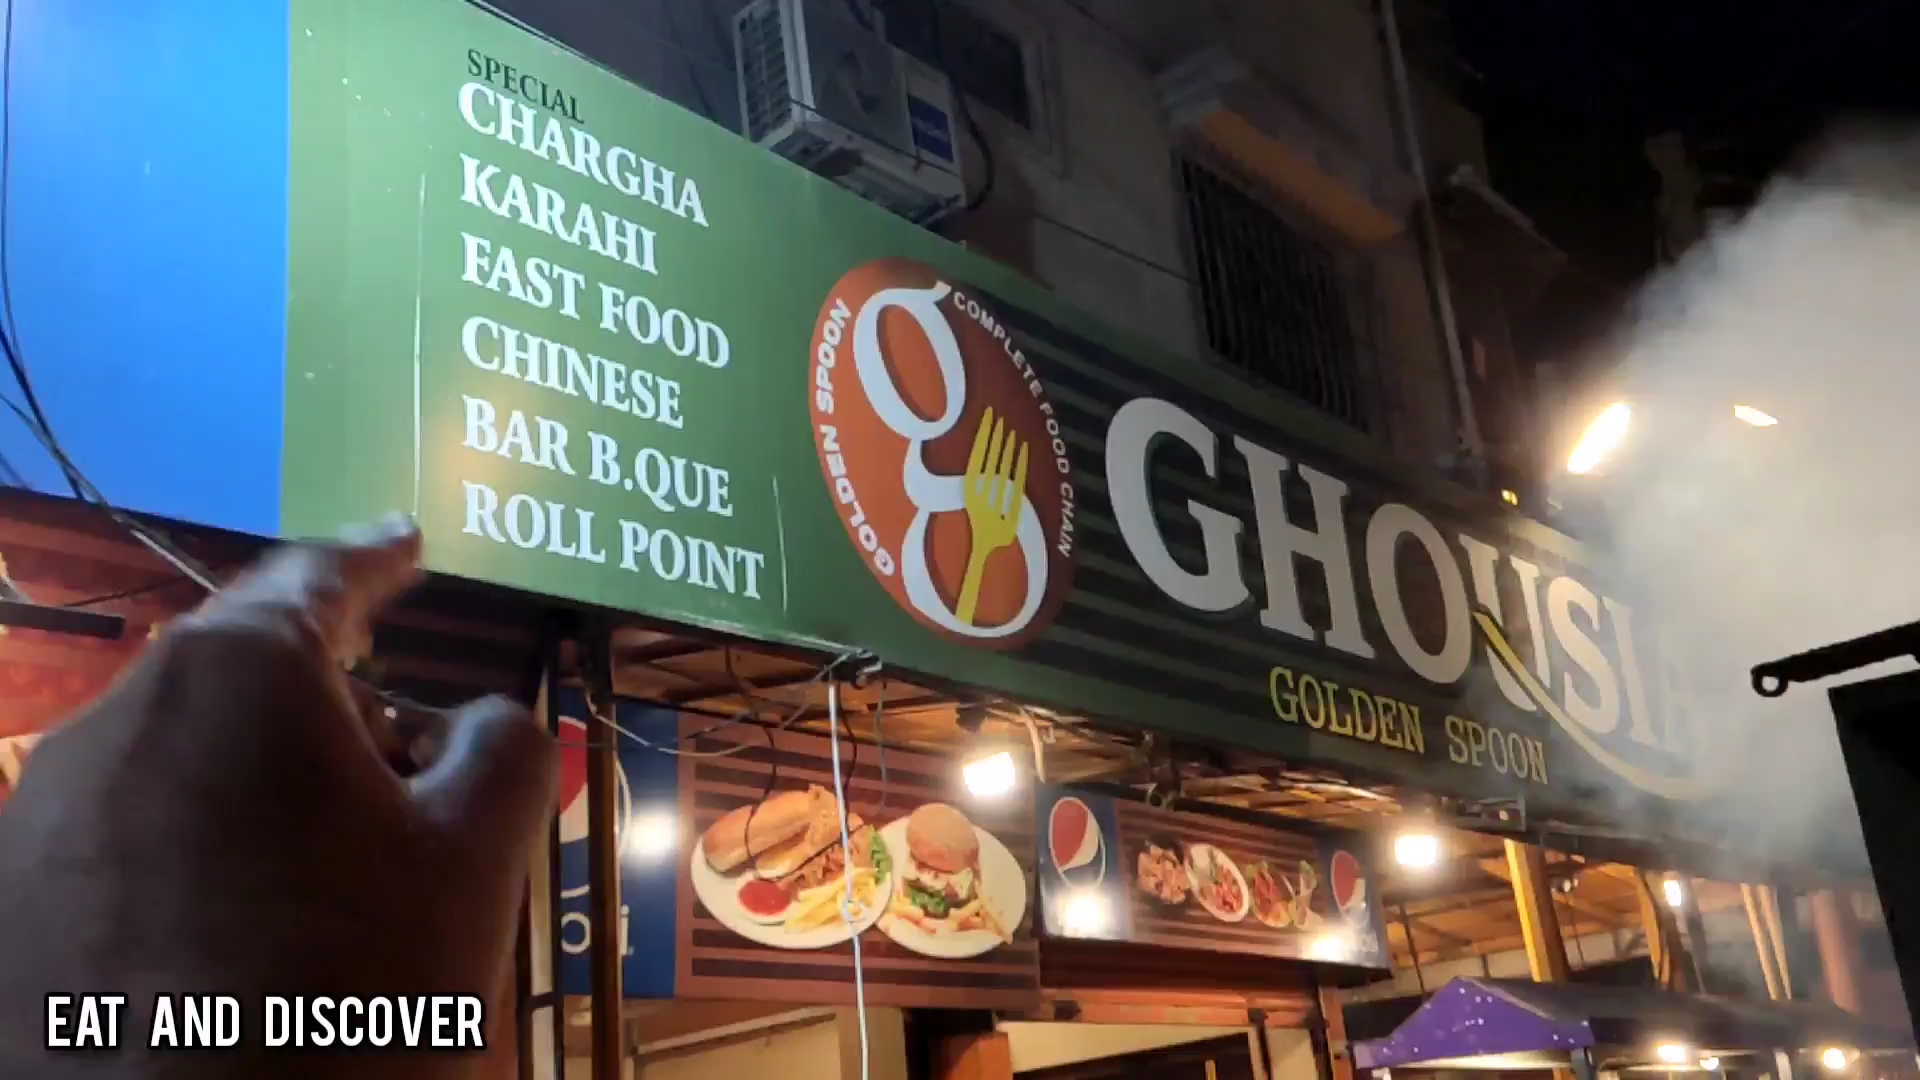 SPECIAL
CHARGHA
KARAHI
FAST FOOD
CHINESE
BAR B.QUE
ROLL POINT
GOLDEN SPOON
COMPLETE FOOD CHAIN
g
GHOUSIA
GOLDEN SPOON
EAT AND DISCOVER